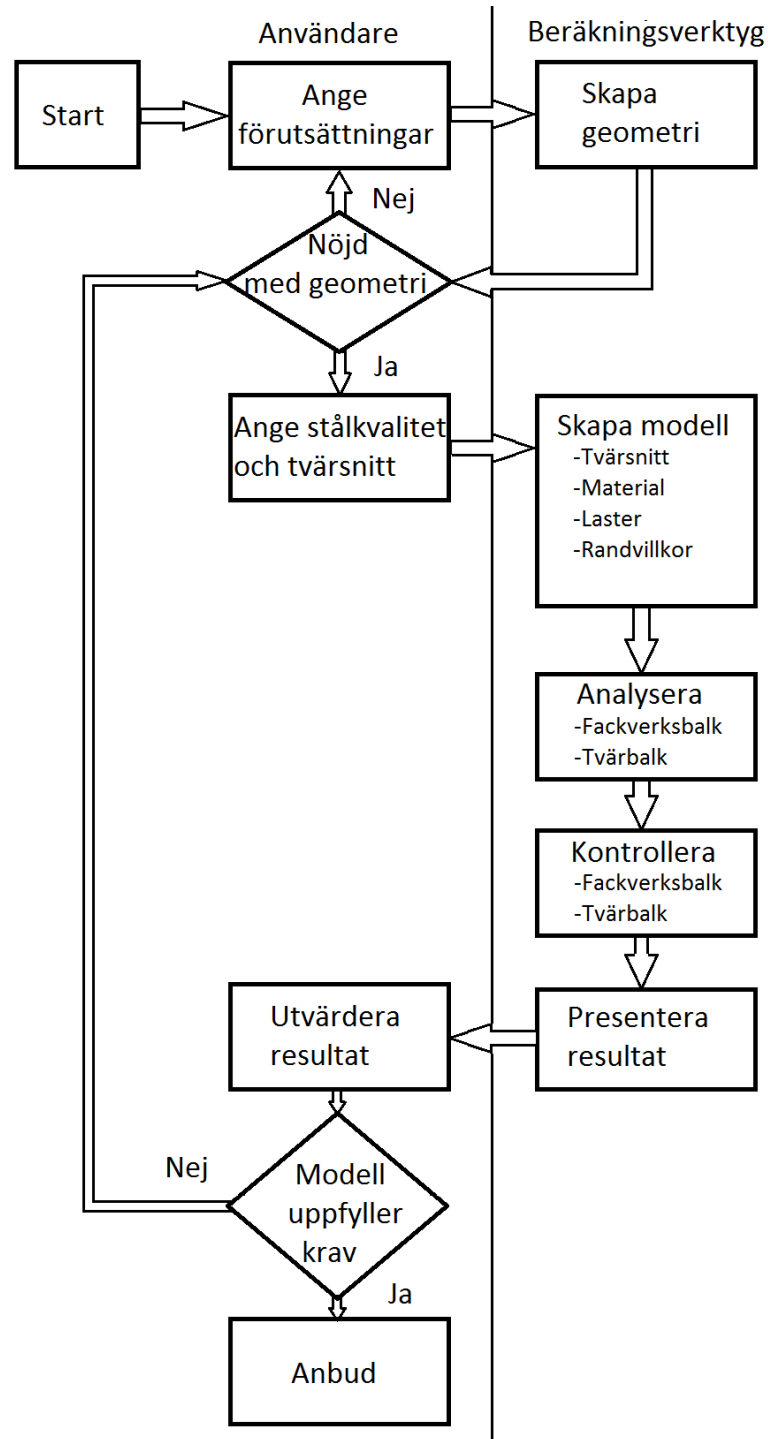 Användare
Beräkningsverktyg
Start
Ange
förutsättningar
Skapa
geometri
Nej
Nöjd
med geometri
Ja
Ange stålkvalitet
och tvärsnitt
Skapa modell
-Tvärsnitt
-Material
-Laster
-Randvillkor
Analysera
-Fackverksbalk
-Tvärbalk
Kontrollera
-Fackverksbalk
-Tvärbalk
Presentera
resultat
Utvärdera
resultat
Nej
Modell
uppfyller
krav
Ja
Anbud